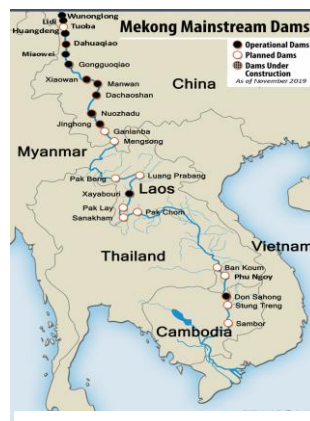 Mekong Mainstream Dams
Operational Dams
Planned Dams
Dams Under
Construction
As of November 2019
Wunonglong
Lidi
Tuoba
Huangdeng
Dahuaqiao
Miaowei
Gongguoqiao
Xiaowan
Manwan
Dachaoshan
China
Nuozhadu
Jinghong
Ganlanba
Mengsong
Myanmar
Pak Beng
Luang Prabang
Laos
Xayabouri
Pak Lay
Sanakham
Pak Chom
Thailand
Vietnam
Ban Koum
Phu Ngoy
Don Sahong
Stung Treng
Sambor
Cambodia